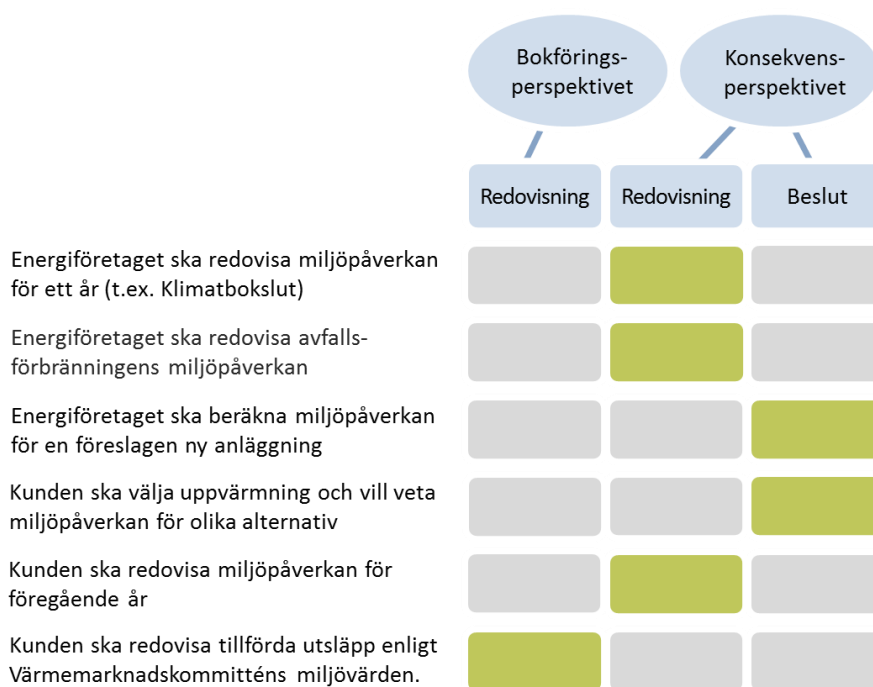 Bokförings-
perspektivet
Konsekvens-
perspektivet
Redovisning
Redovisning
Beslut
Energiföretaget ska redovisa miljöpåverkan
för ett år (t.ex. Klimatbokslut)
Energiföretaget ska redovisa avfalls-
förbränningens miljöpåverkan
Energiföretaget ska beräkna miljöpåverkan
för en föreslagen ny anläggning
Kunden ska välja uppvärmning och vill veta
miljöpåverkan för olika alternativ
Kunden ska redovisa miljöpåverkan för
föregående år
Kunden ska redovisa tillförda utsläpp enligt
Värmemarknadskommitténs miljövärden.